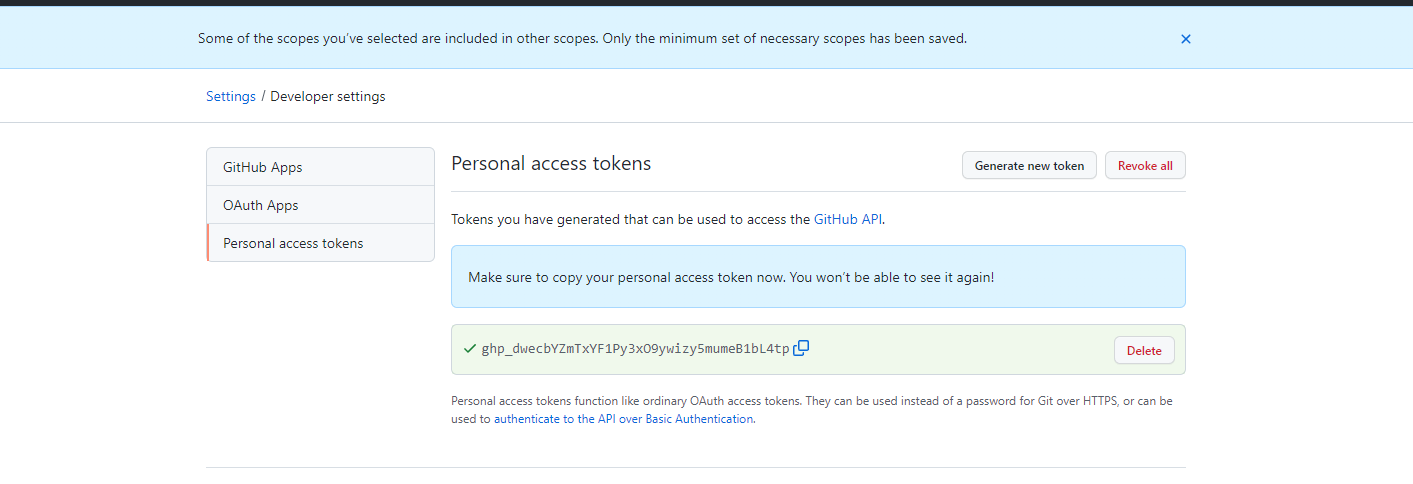 Some of the scopes you’ve selected are included in other scopes. Only the minimum set of necessary scopes has been saved.
Settings / Developer settings
GitHub Apps
OAuth Apps
Personal access tokens
Personal access tokens
Generate new token
Revoke all
Tokens you have generated that can be used to access the GitHub API.
Make sure to copy your personal access token now. You won’t be able to see it again!
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
Delete
Personal access tokens function like ordinary OAuth access tokens. They can be used instead of a password for Git over HTTPS, or can be
used to authenticate to the API over Basic Authentication.